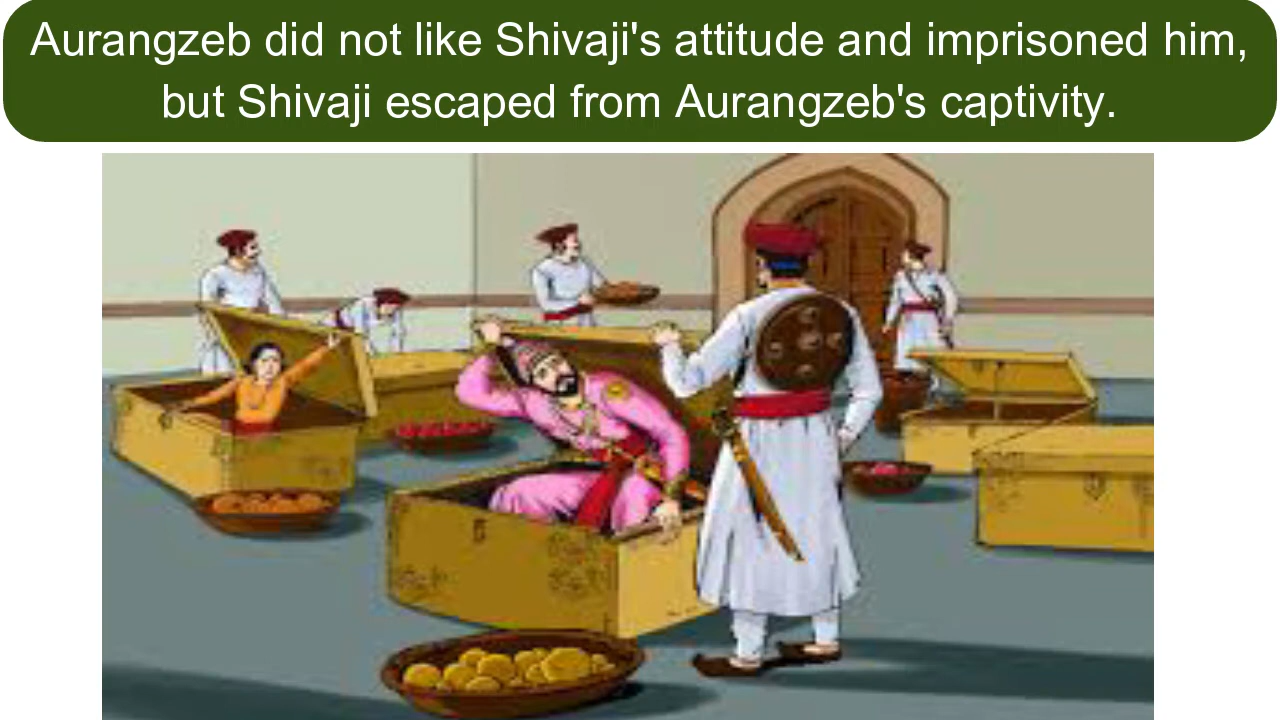 Aurangzeb did not like Shivaji's attitude and imprisoned him,
but Shivaji escaped from Aurangzeb's captivity.